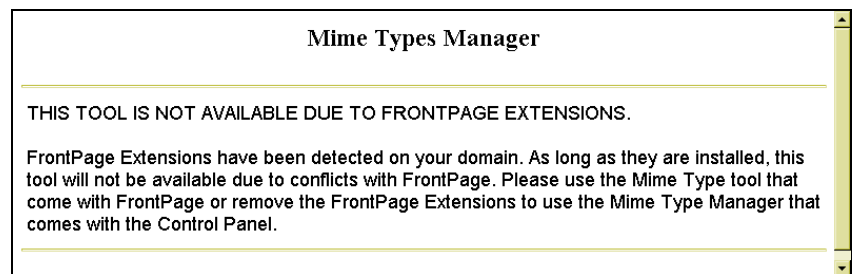 Mime Types Manager
THIS TOOL IS NOT AVAILABLE DUE TO FRONTPAGE EXTENSIONS.
FrontPage Extensions have been detected on your domain. As long as they are installed, this
tool will not be available due to conflicts with FrontPage. Please use the Mime Type tool that
come with FrontPage or remove the FrontPage Extensions to use the Mime Type Manager that
comes with the Control Panel.